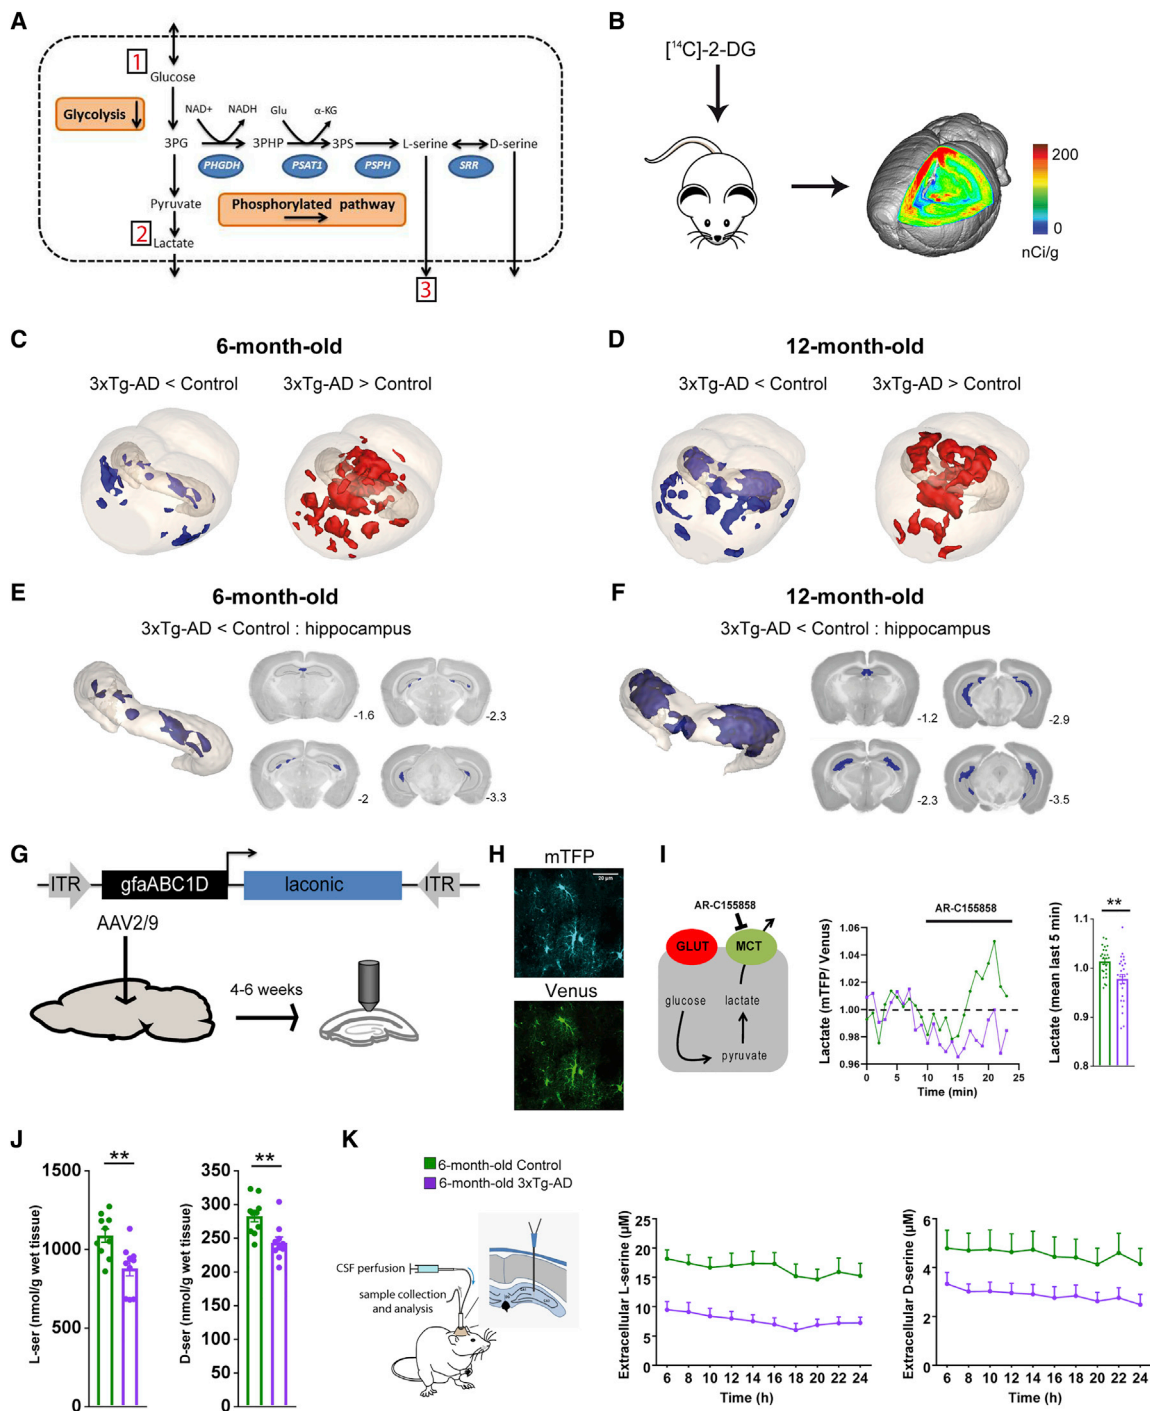 A
1
Glucose
Glycolysis
NAD+ NADH Glu α-KG
3PG 3PHP 3PS L-serine D-serine
PHGDH PSAT1 PSPH SRR
Phosphorylated pathway
Pyruvate
2 Lactate
3
B
[¹⁴C]-2-DG
200
0
nCi/g
C
6-month-old
3xTg-AD < Control 3xTg-AD > Control
D
12-month-old
3xTg-AD < Control 3xTg-AD > Control
E
6-month-old
3xTg-AD < Control : hippocampus
-1.6 -2.3
-2 -3.3
F
12-month-old
3xTg-AD < Control : hippocampus
-1.2 -2.9
-2.3 -3.5
G
ITR gfaABC1D laconic ITR
AAV2/9
4-6 weeks
H
mTFP
20 µm
Venus
I
AR-C155858
GLUT MCT
glucose lactate
pyruvate
AR-C155858
Lactate (mTFP/ Venus)
1.06
1.04
1.02
1.00
0.98
0.96
0 5 10 15 20 25
Time (min)
**
Lactate (mean last 5 min)
1.1
1.0
0.9
0.8
J
**
L-ser (nmol/g wet tissue)
1500
1000
500
0
**
D-ser (nmol/g wet tissue)
350
300
250
200
150
100
50
0
K
6-month-old Control
6-month-old 3xTg-AD
CSF perfusion
sample collection
and analysis
Extracellular L-serine (µM)
25
20
15
10
5
0
6 8 10 12 14 16 18 20 22 24
Time (h)
Extracellular D-serine (µM)
6
4
2
0
6 8 10 12 14 16 18 20 22 24
Time (h)